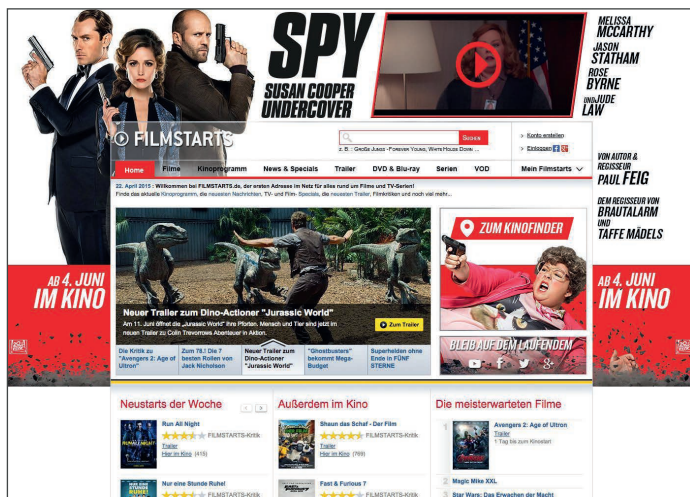 SPY
SUSAN COOPER
UNDERCOVER
MELISSA
MCCARTHY
JASON
STATHAM
ROSE
BYRNE
UND JUDE
LAW
VON AUTOR &
REGISSEUR
PAUL FEIG
DEM REGISSEUR VON
BRAUTALARM
UND
TAFFE MÄDELS
AB 4. JUNI
IM KINO
AB 4. JUNI
IM KINO
FILMSTARTS
SUCHEN
z. B.: GROSSE JUNGS - FOREVER YOUNG, WHITE HOUSE DOWN ...
> Konto erstellen
> Einloggen
Home Filme Kinoprogramm News & Specials Trailer DVD & Blu-ray Serien VOD Mein Filmstarts
22. April 2015 : Willkommen bei FILMSTARTS.de, der ersten Adresse im Netz für alles rund um Filme und TV-Serien!
Finde das aktuelle Kinoprogramm, die neuesten Nachrichten, TV- und Film- Specials, die neuesten Trailer, Filmkritiken und noch viel mehr...
Neuer Trailer zum Dino-Actioner "Jurassic World"
Am 11. Juni öffnet die „Jurassic World" ihre Pforten. Mensch und Tier sind jetzt im
neuen Trailer zu Colin Trevorrows Abenteuer in Aktion.
Zum Trailer
Die Kritik zu
"Avengers 2: Age of
Ultron"
Zum 78.! Die 7
besten Rollen von
Jack Nicholson
Neuer Trailer zum
Dino-Actioner
"Jurassic World"
"Ghostbusters"
bekommt Mega-
Budget
Superhelden ohne
Ende in FÜNF
STERNE
ZUM KINOFINDER
BLEIB AUF DEM LAUFENDEM
Neustarts der Woche
Run All Night
FILMSTARTS-Kritik
Trailer
Hier im Kino (415)
Nur eine Stunde Ruhe!
FILMSTARTS-Kritik
Außerdem im Kino
Shaun das Schaf - Der Film
FILMSTARTS-Kritik
Trailer
Hier im Kino (769)
Fast & Furious 7
FILMSTARTS-Kritik
Die meisterwarteten Filme
1
Avengers 2: Age of Ultron
Trailer
1 Tag bis zum Kinostart
2 Magic Mike XXL
3 Star Wars: Das Erwachen der Macht